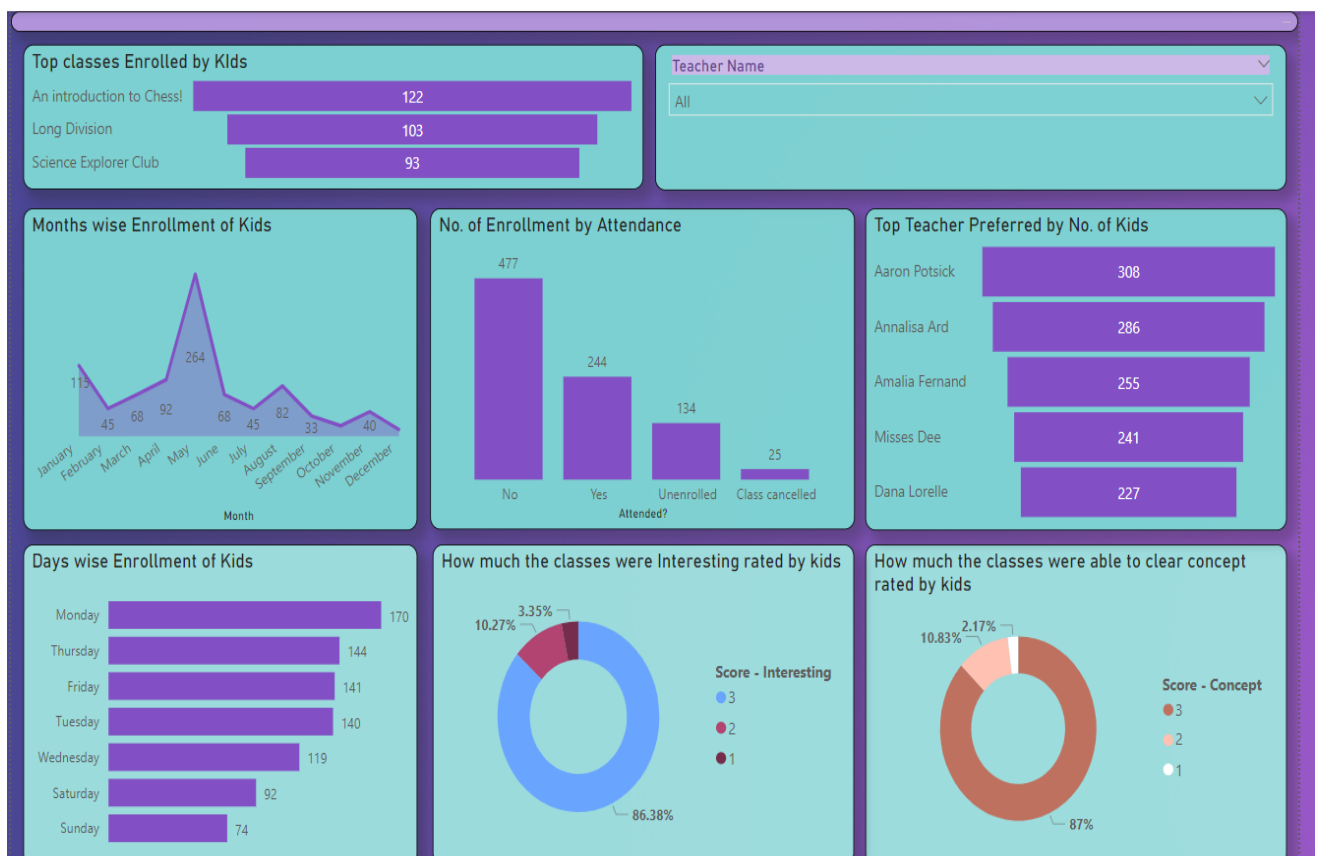 Top classes Enrolled by KIds
An introduction to Chess!
122
Long Division
103
Science Explorer Club
93
Teacher Name
All
Months wise Enrollment of Kids
264
115
45
68
92
68
45
82
33
40
January
February
March
April
May
June
July
August
September
October
November
December
Month
No. of Enrollment by Attendance
477
244
134
25
No
Yes
Unenrolled
Class cancelled
Attended?
Top Teacher Preferred by No. of Kids
Aaron Potsick
308
Annalisa Ard
286
Amalia Fernand
255
Misses Dee
241
Dana Lorelle
227
Days wise Enrollment of Kids
Monday
170
Thursday
144
Friday
141
Tuesday
140
Wednesday
119
Saturday
92
Sunday
74
How much the classes were Interesting rated by kids
3.35%
10.27%
86.38%
Score - Interesting
3
2
1
How much the classes were able to clear concept
rated by kids
2.17%
10.83%
87%
Score - Concept
3
2
1